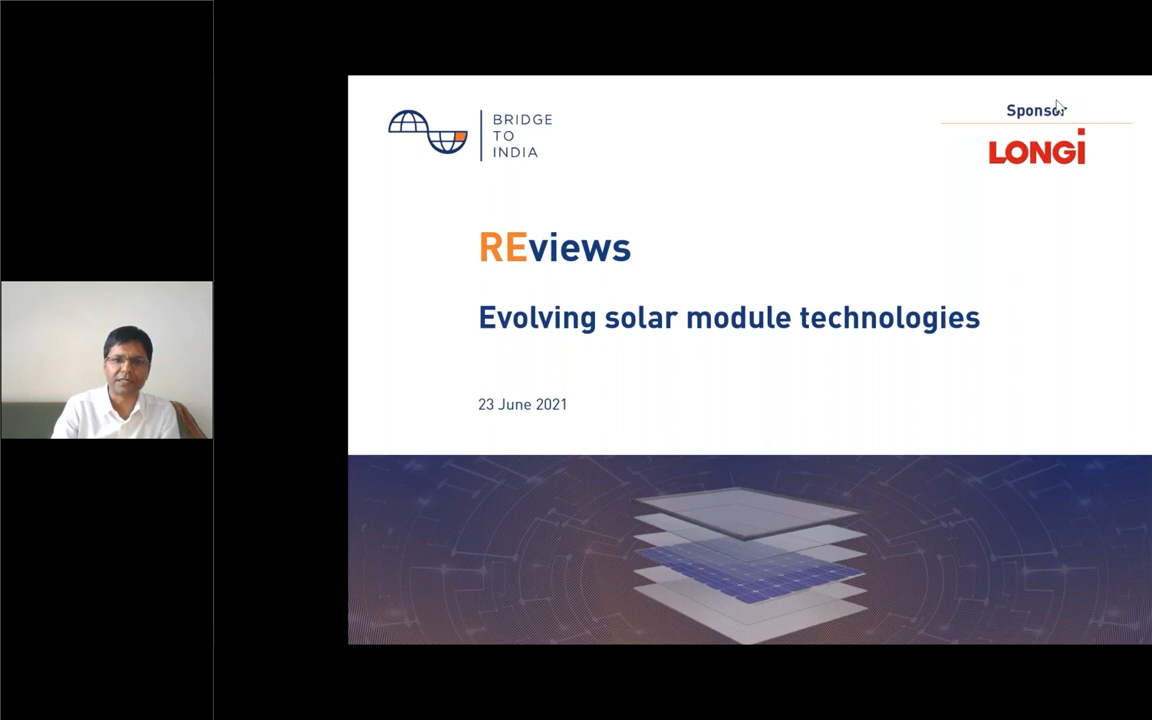 BRIDGE
TO
INDIA
Sponsor
LONGi
REviews
Evolving solar module technologies
23 June 2021